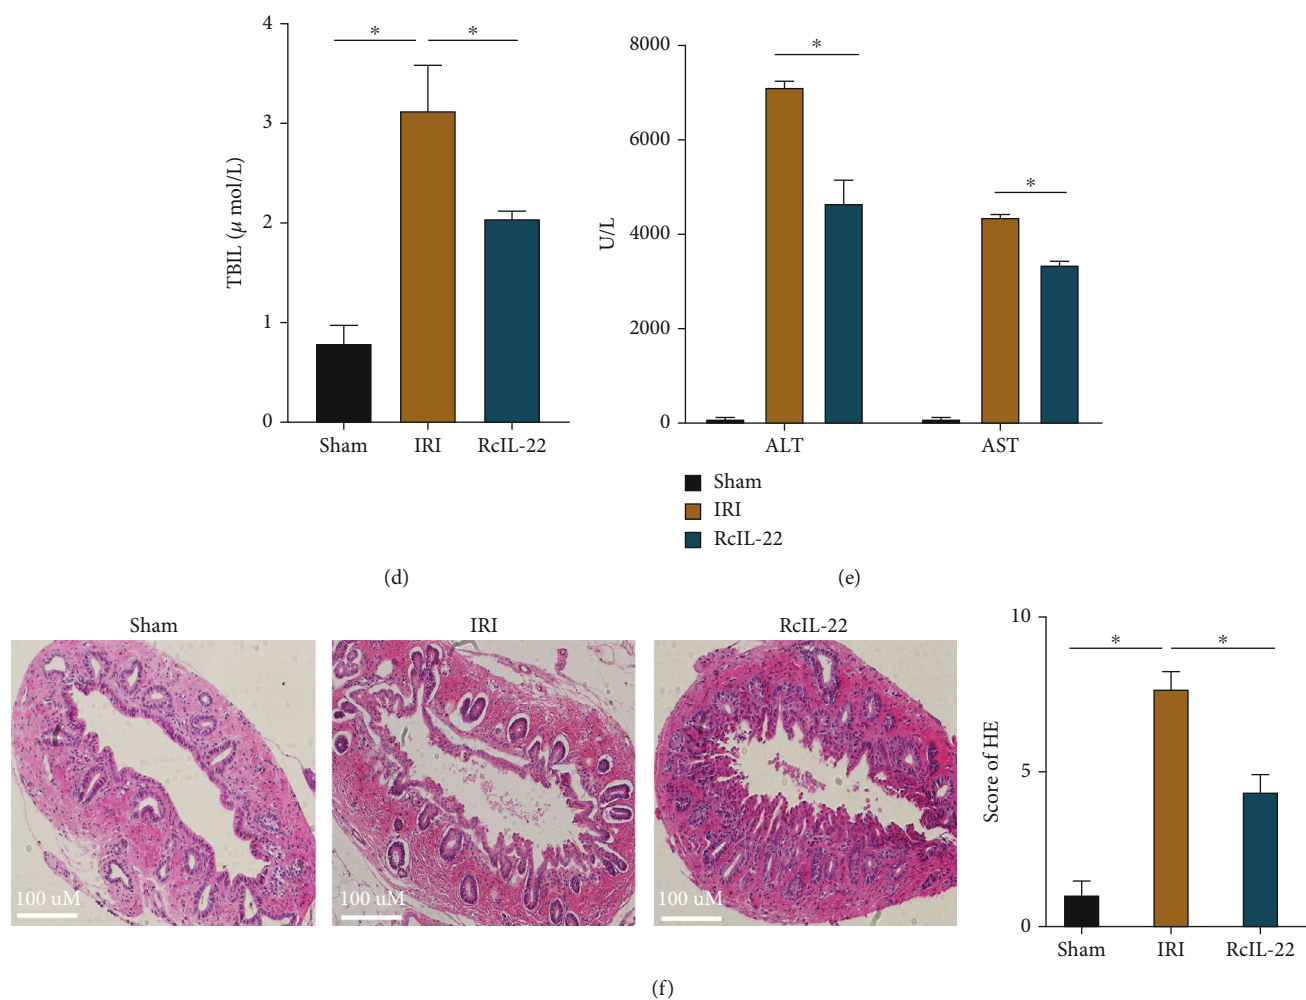 4
3
2
1
0
TBIL (μ mol/L)
* *
Sham IRI RcIL-22
(d)
8000
6000
4000
2000
0
U/L
*
*
ALT AST
Sham
IRI
RcIL-22
(e)
Sham IRI RcIL-22
100 uM 100 uM 100 uM
10
5
0
Score of HE
* *
Sham IRI RcIL-22
(f)